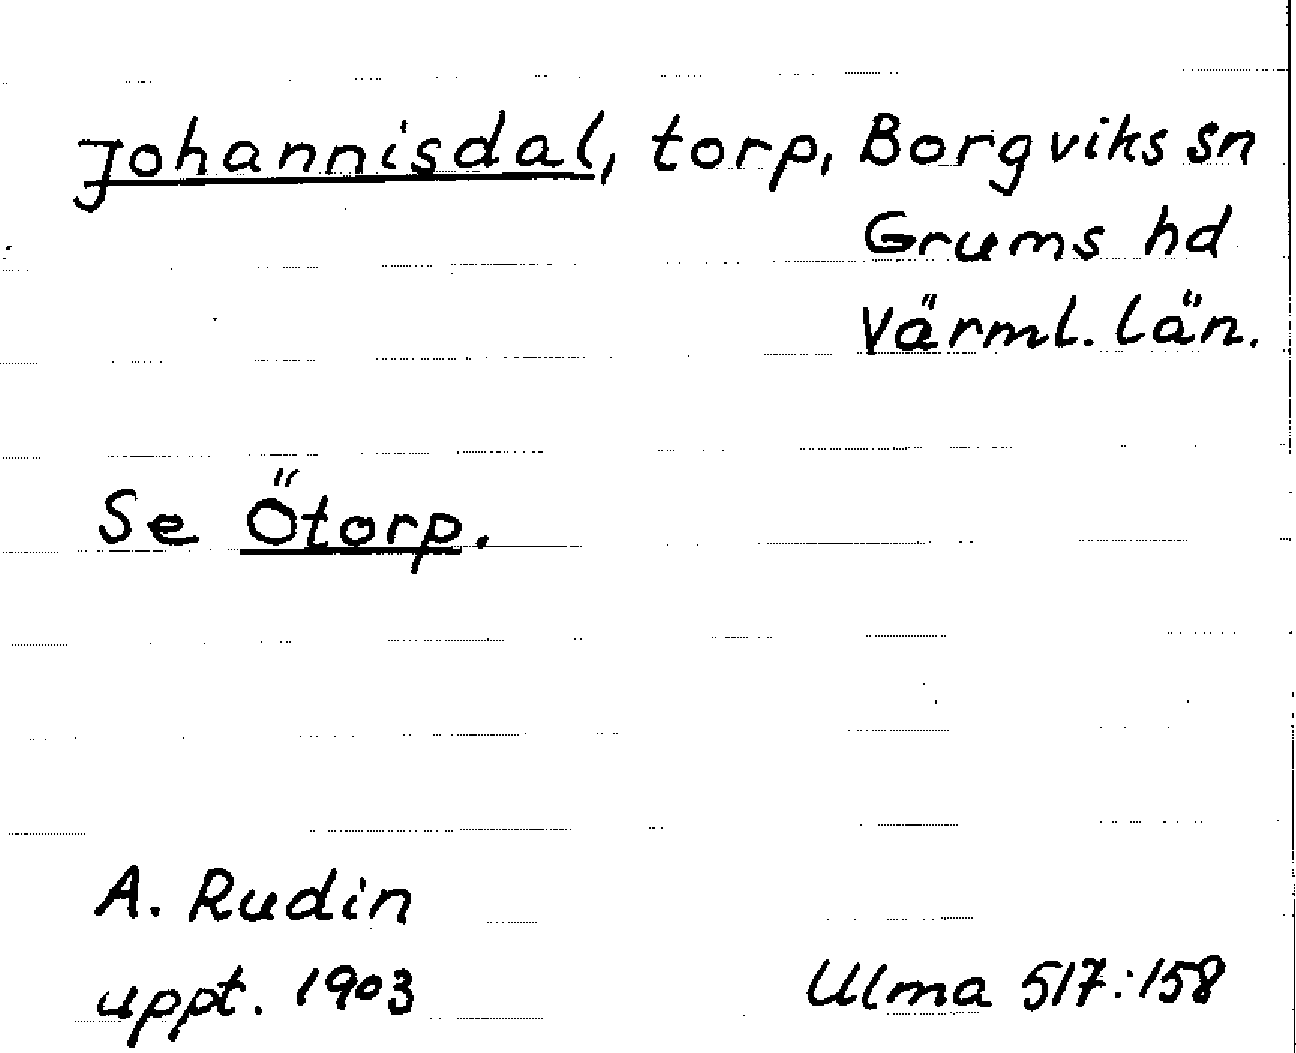 Johannisdal, torp, Borgviks sn
Grums hd
Värml. län.
Se Ötorp.
A. Rudin
uppt. 1903
Ulma 517:158